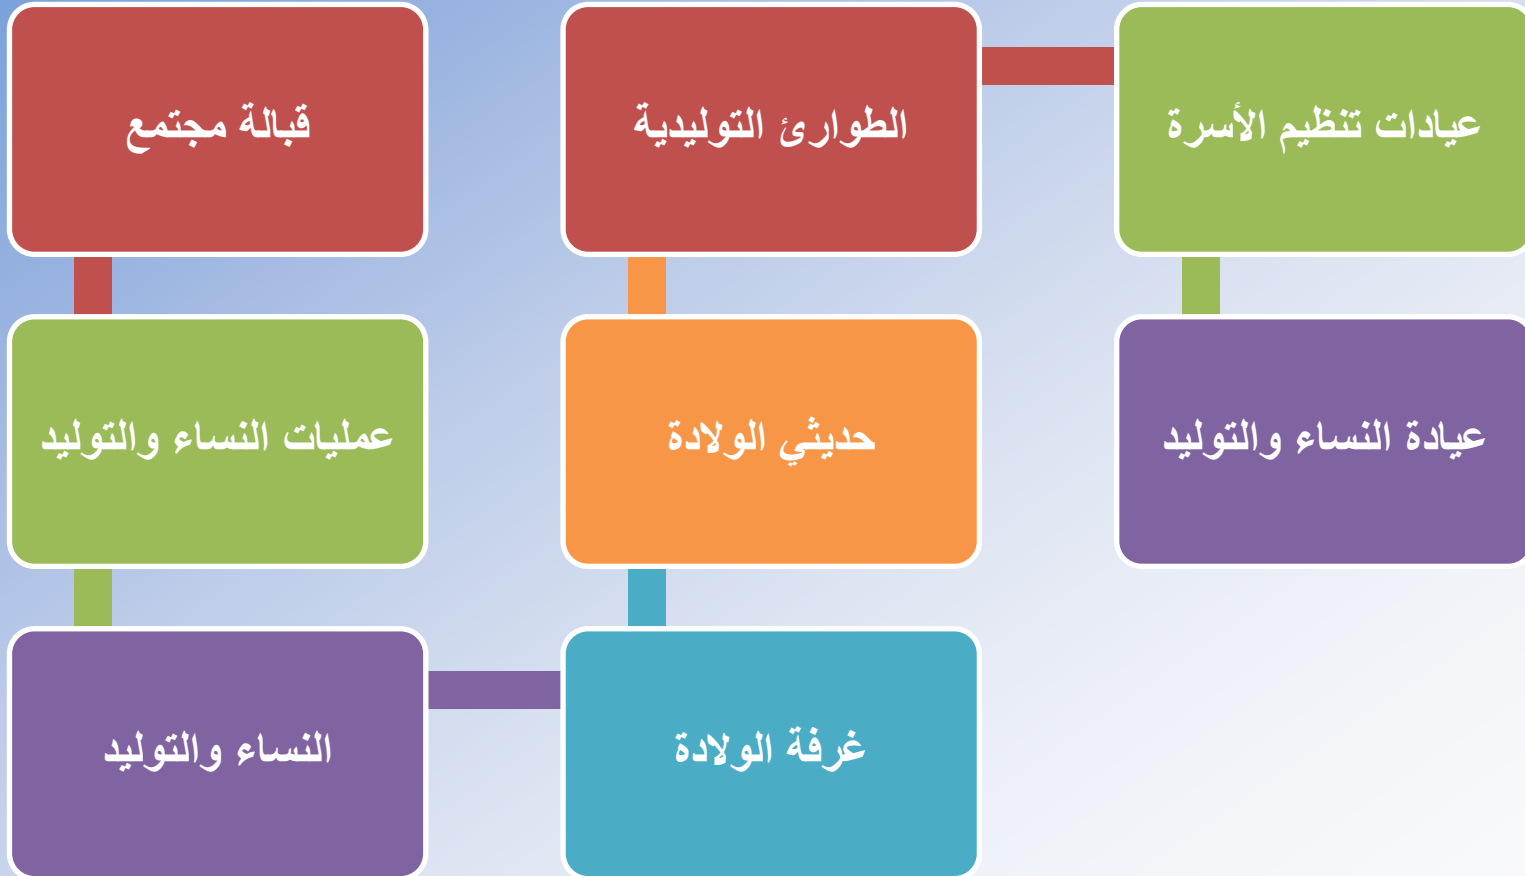 قبالة مجتمع
عمليات النساء والتوليد
النساء والتوليد
غرفة الولادة
حديثي الولادة
الطوارئ التوليدية
عيادات تنظيم الأسرة
عيادة النساء والتوليد